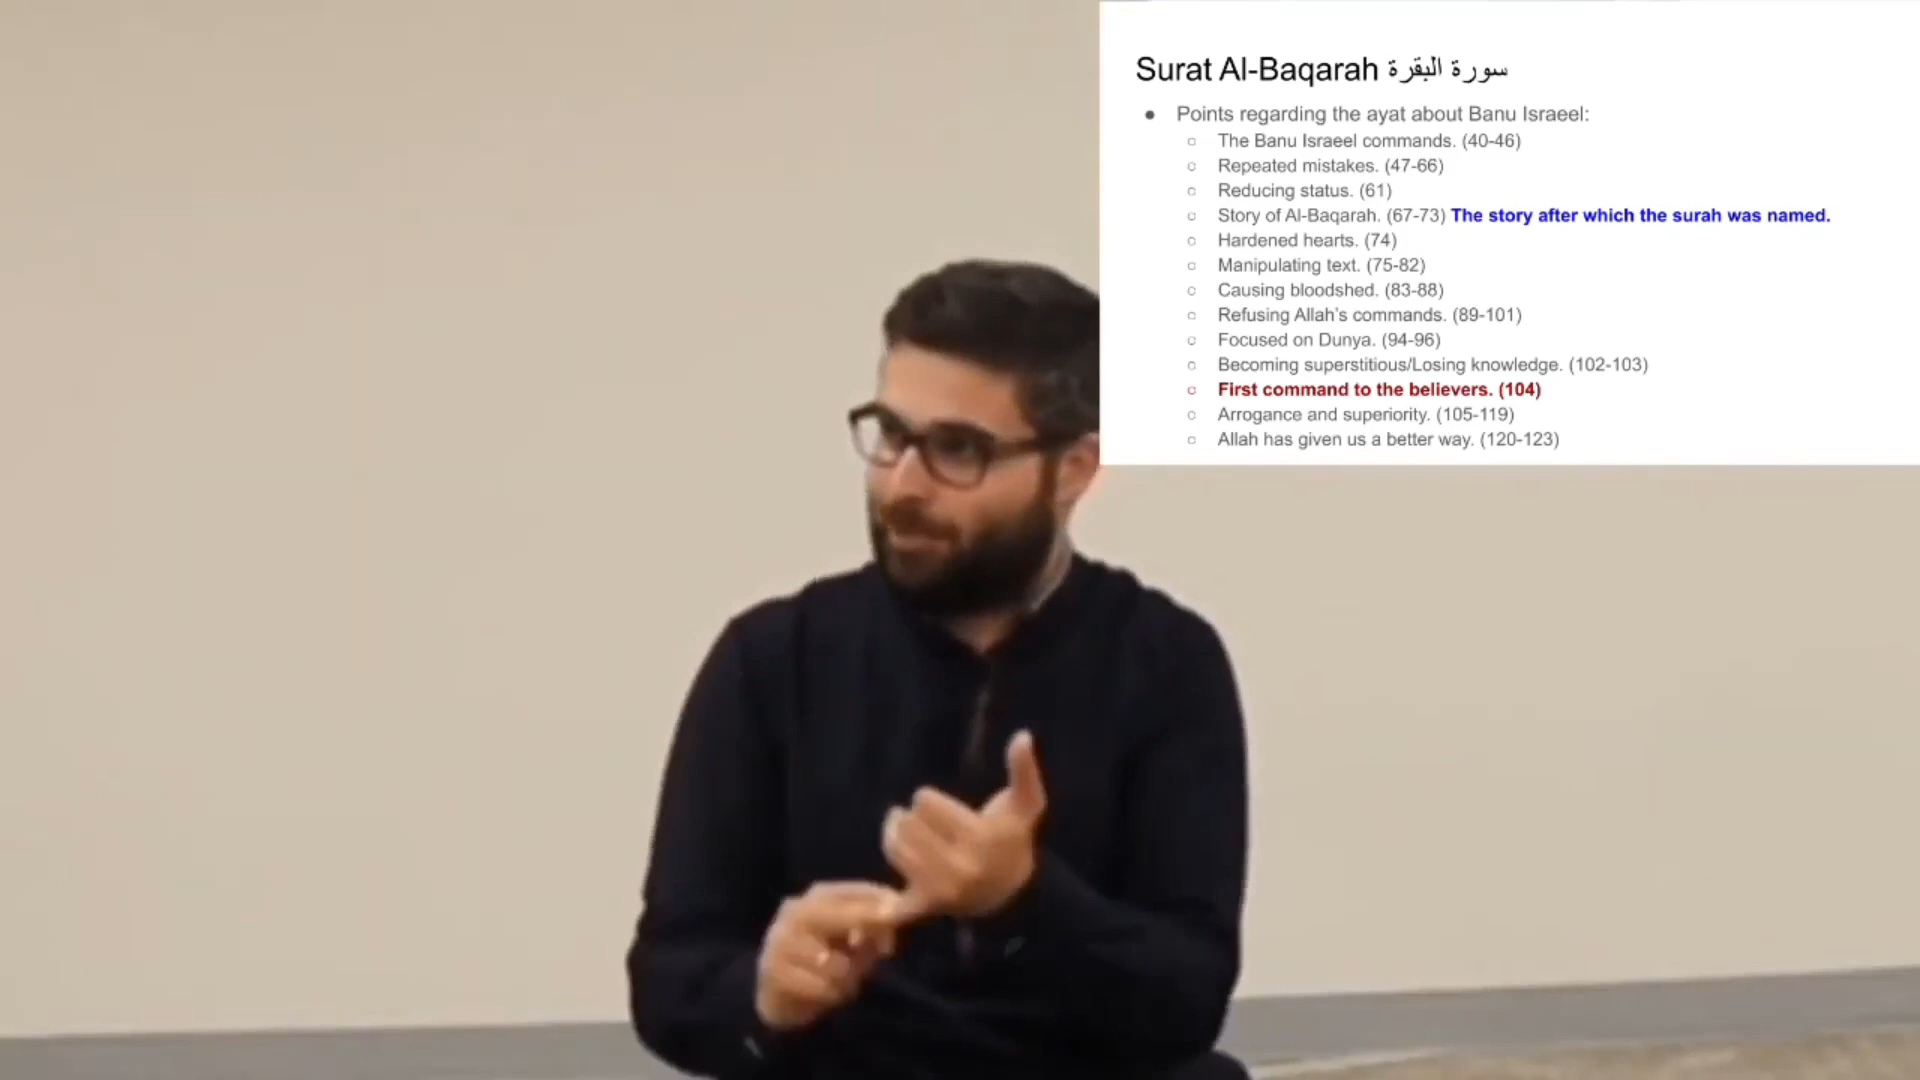 Surat Al-Baqarah سورة البقرة
● Points regarding the ayat about Banu Israeel:
○ The Banu Israeel commands. (40-46)
○ Repeated mistakes. (47-66)
○ Reducing status. (61)
○ Story of Al-Baqarah. (67-73) The story after which the surah was named.
○ Hardened hearts. (74)
○ Manipulating text. (75-82)
○ Causing bloodshed. (83-88)
○ Refusing Allah's commands. (89-101)
○ Focused on Dunya. (94-96)
○ Becoming superstitious/Losing knowledge. (102-103)
○ First command to the believers. (104)
○ Arrogance and superiority. (105-119)
○ Allah has given us a better way. (120-123)